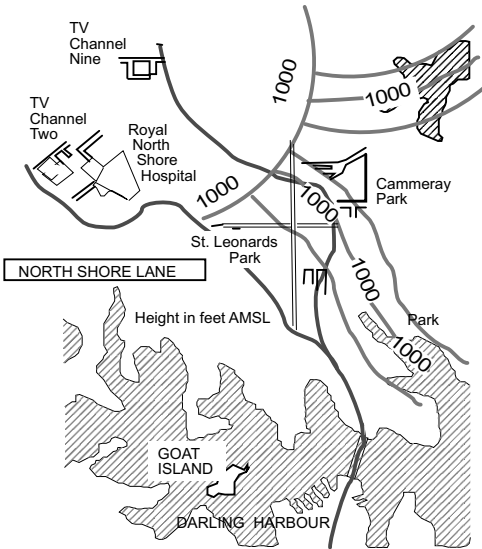 TV
Channel
Nine
1000
1000
TV
Channel
Two
Royal
North
Shore
Hospital
1000
1000
Cammeray
Park
St. Leonards
Park
NORTH SHORE LANE
1000
Height in feet AMSL
Park
1000
GOAT
ISLAND
DARLING HARBOUR